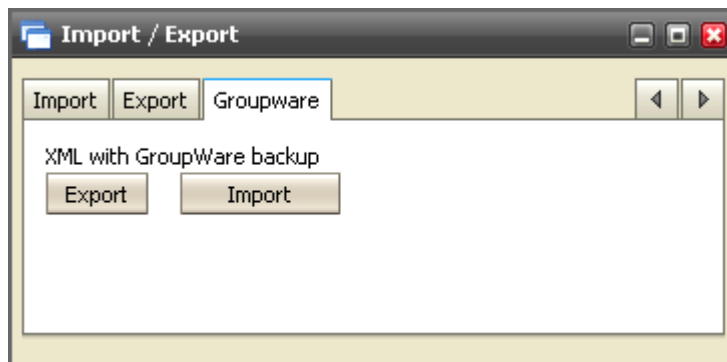 Import / Export
Import Export Groupware
XML with GroupWare backup
Export Import